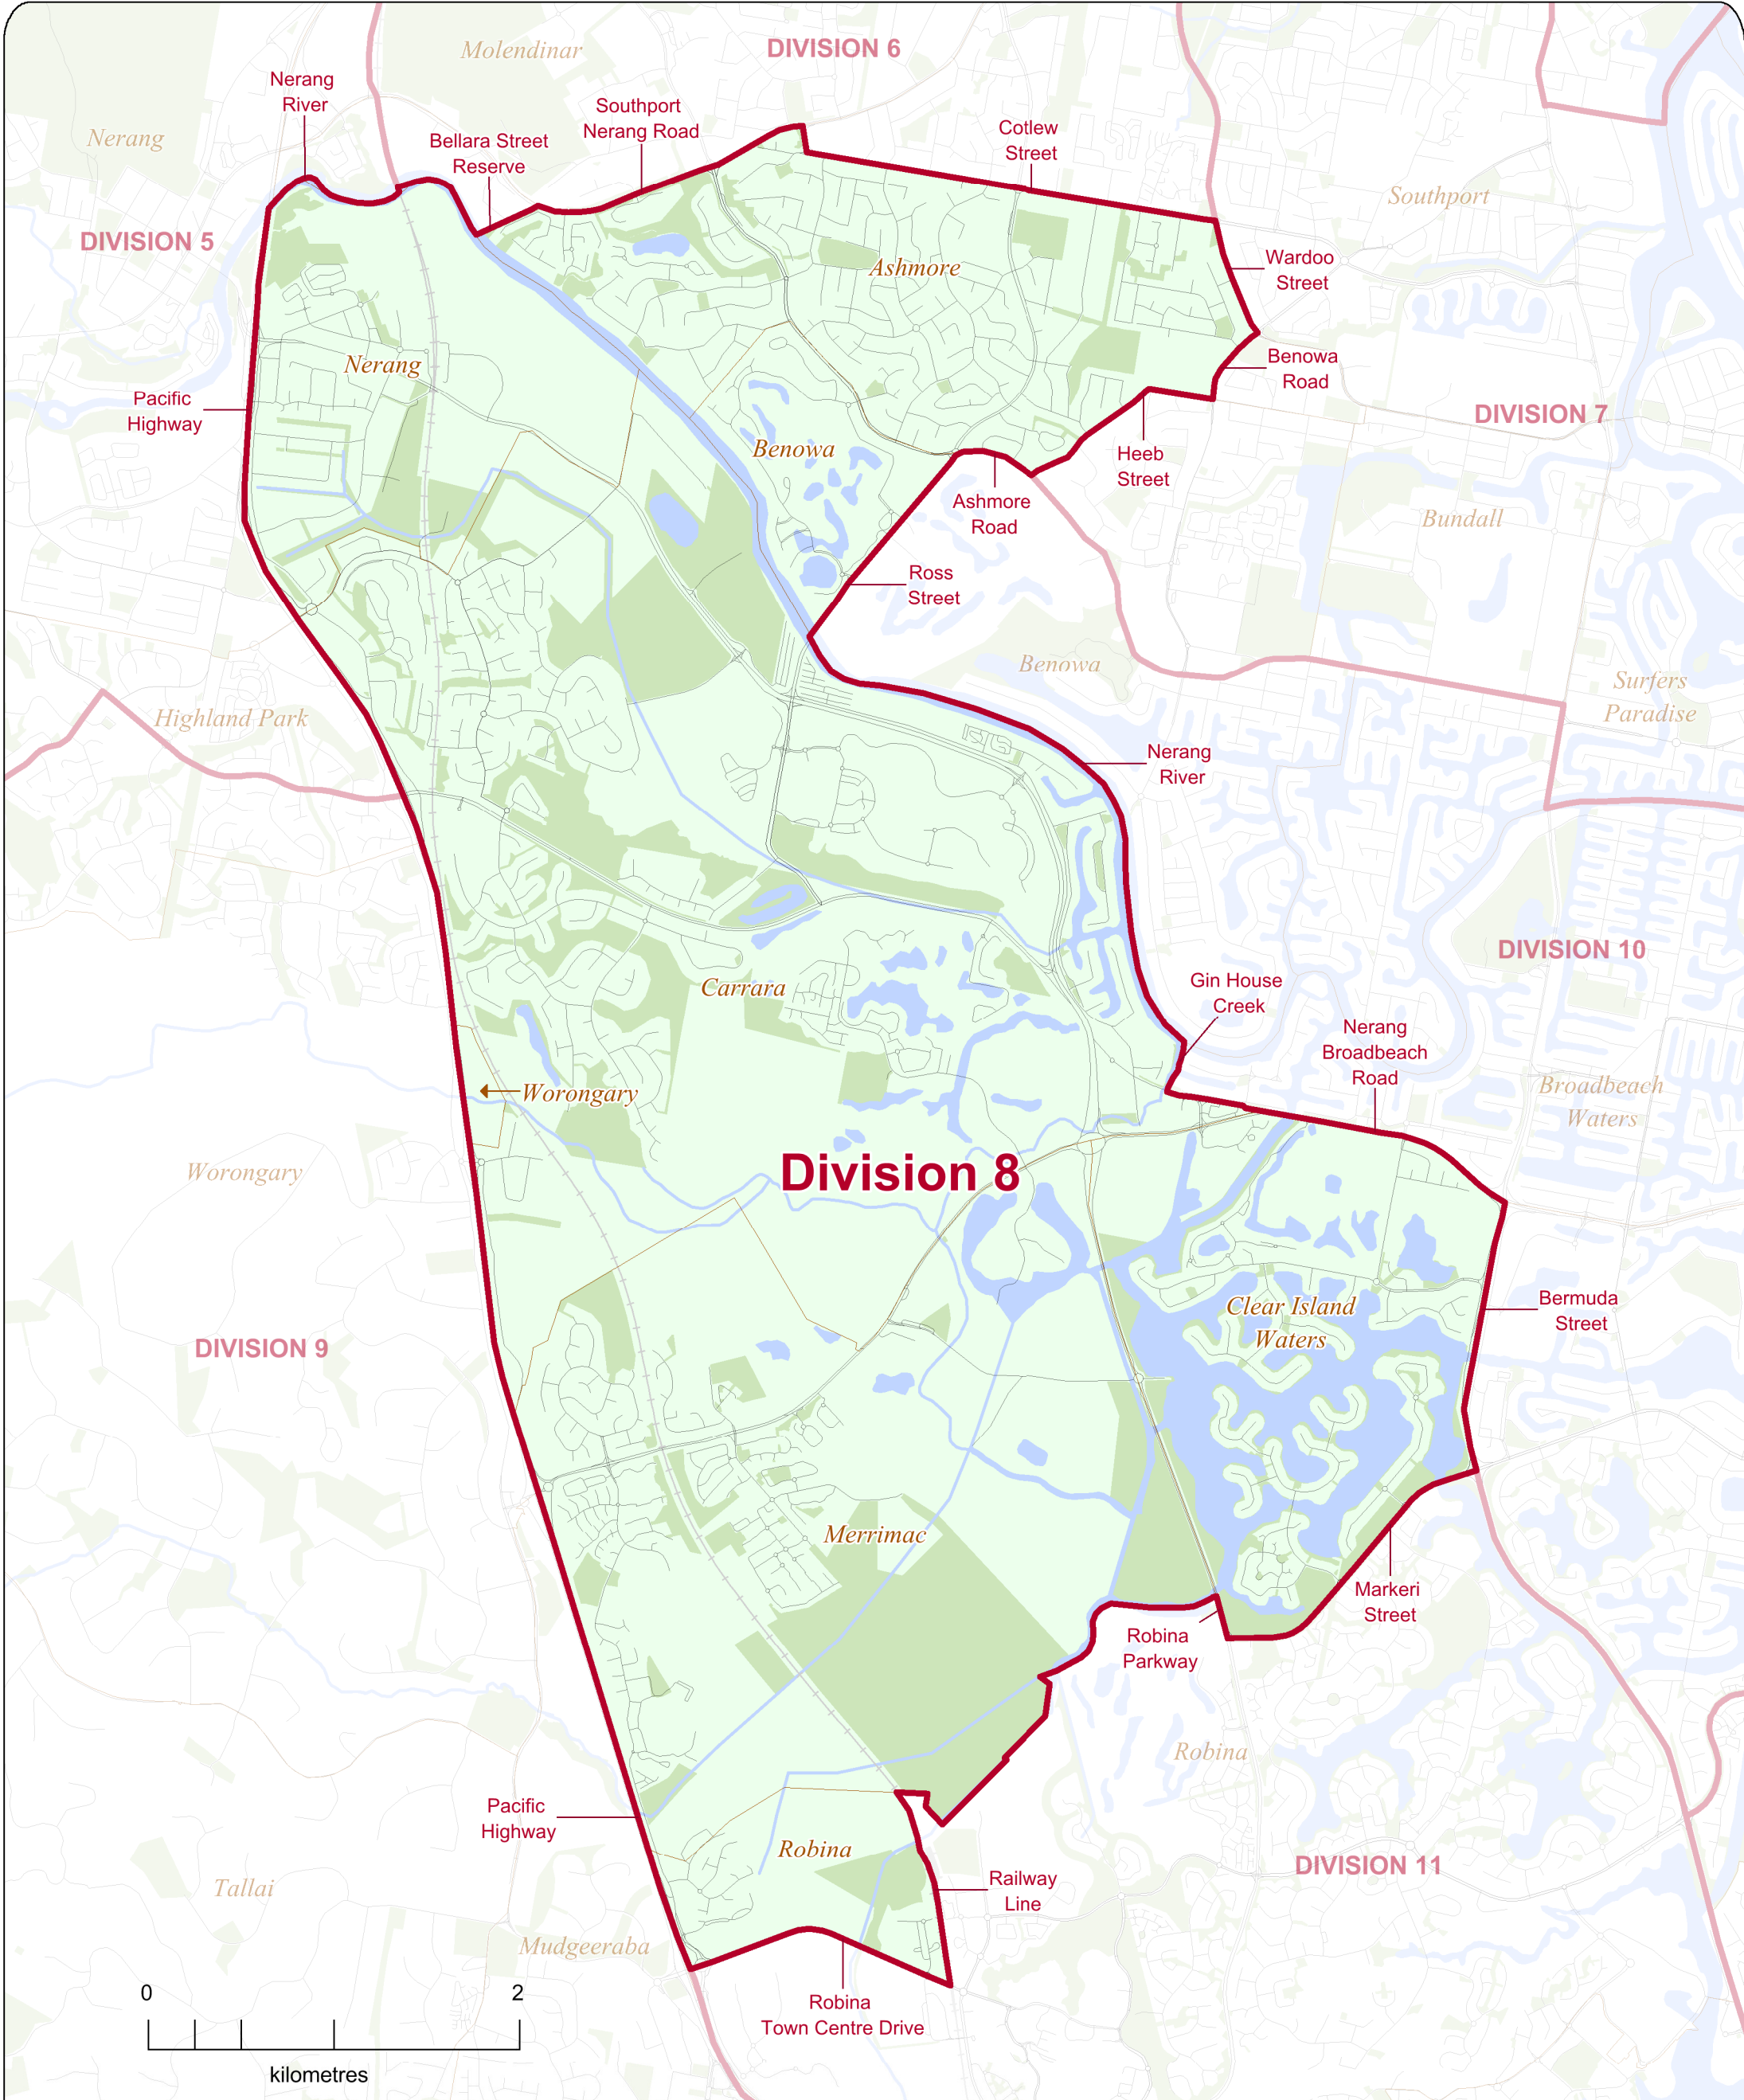 DIVISION 6
Molendinar
Nerang
River
Southport
Nerang Road
Bellara Street
Reserve
Cotlew
Street
Nerang
Southport
DIVISION 5
Wardoo
Street
Ashmore
Nerang
Benowa
Road
Pacific
Highway
DIVISION 7
Benowa
Heeb
Street
Ashmore
Road
Bundall
Ross
Street
Benowa
Surfers
Paradise
Highland Park
Nerang
River
DIVISION 10
Carrara
Gin House
Creek
Nerang
Broadbeach
Road
Worongary
Broadbeach
Waters
Worongary
Division 8
Clear Island
Waters
Bermuda
Street
DIVISION 9
Merrimac
Markeri
Street
Robina
Parkway
Robina
Pacific
Highway
Robina
DIVISION 11
Railway
Line
Tallai
Mudgeeraba
Robina
Town Centre Drive
0 2
kilometres